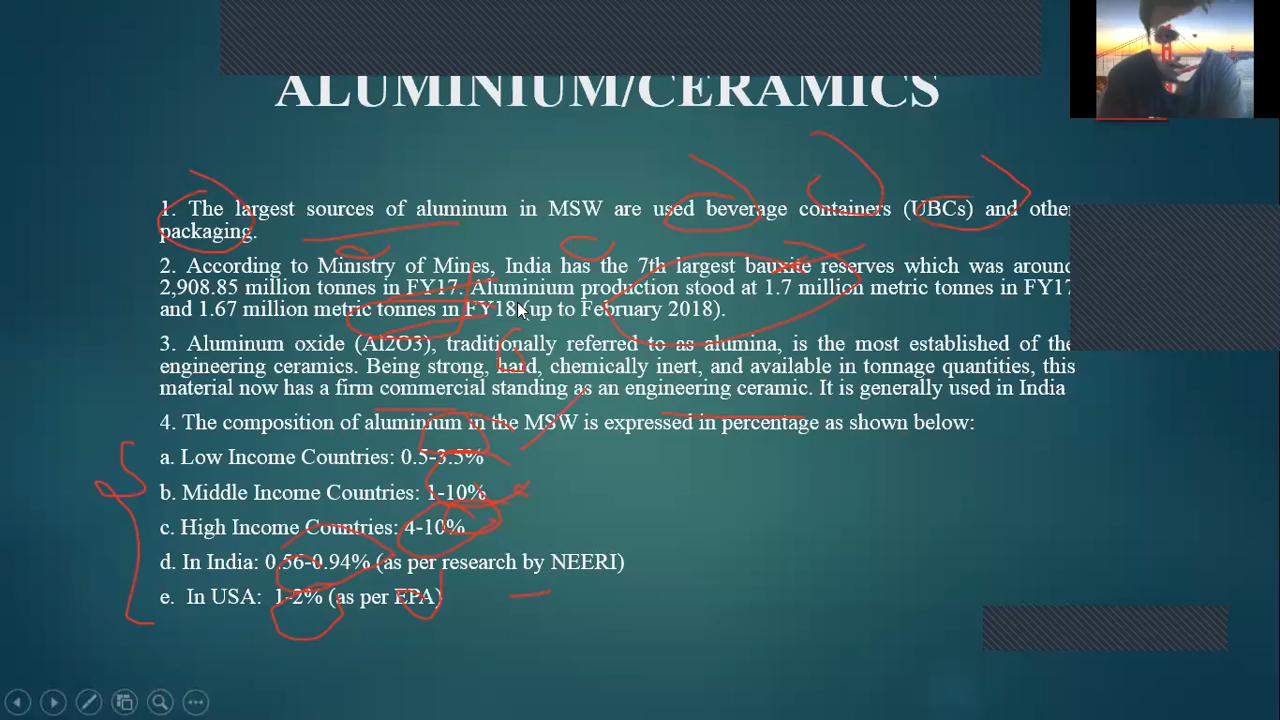 ALUMINIUM/CERAMICS
1. The largest sources of aluminum in MSW are used beverage containers (UBCs) and other
packaging.
2. According to Ministry of Mines, India has the 7th largest bauxite reserves which was around
2,908.85 million tonnes in FY17. Aluminium production stood at 1.7 million metric tonnes in FY17
and 1.67 million metric tonnes in FY18 (up to February 2018).
3. Aluminum oxide (Al2O3), traditionally referred to as alumina, is the most established of the
engineering ceramics. Being strong, hard, chemically inert, and available in tonnage quantities, this
material now has a firm commercial standing as an engineering ceramic. It is generally used in India
4. The composition of aluminium in the MSW is expressed in percentage as shown below:
a. Low Income Countries: 0.5-3.5%
b. Middle Income Countries: 1-10%
c. High Income Countries: 4-10%
d. In India: 0.56-0.94% (as per research by NEERI)
e. In USA: 1-2% (as per EPA)